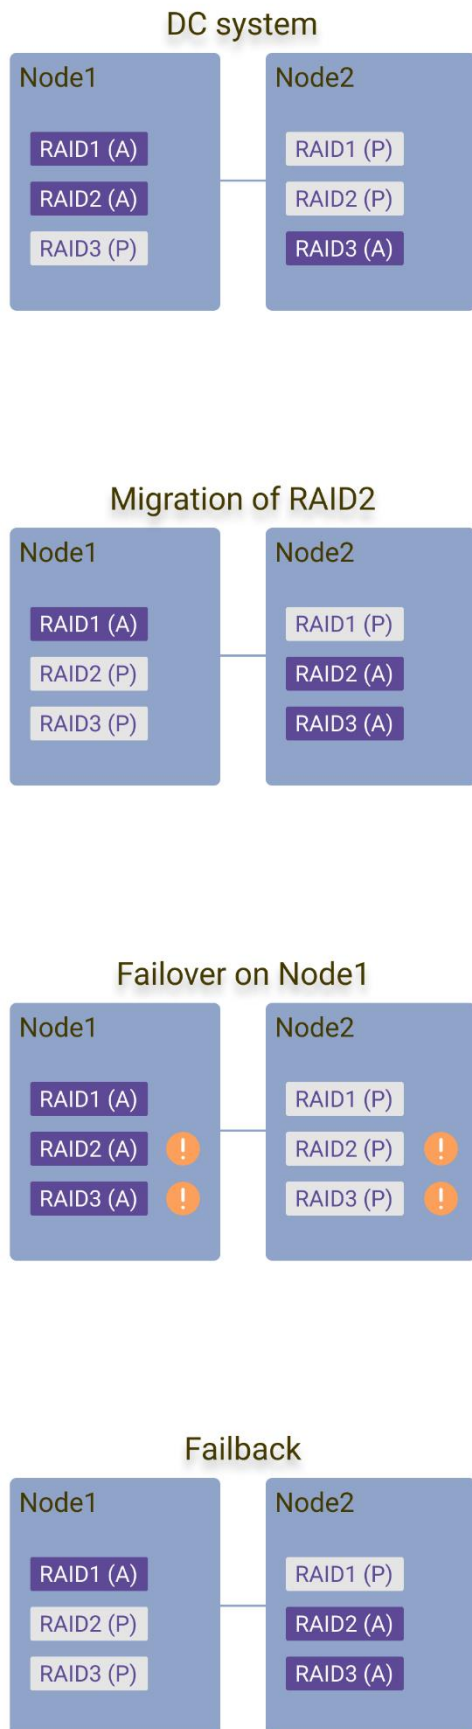 DC system
Node1
RAID1 (A)
RAID2 (A)
RAID3 (P)
Node2
RAID1 (P)
RAID2 (P)
RAID3 (A)
Migration of RAID2
Node1
RAID1 (A)
RAID2 (P)
RAID3 (P)
Node2
RAID1 (P)
RAID2 (A)
RAID3 (A)
Failover on Node1
Node1
RAID1 (A)
RAID2 (A) !
RAID3 (A) !
Node2
RAID1 (P)
RAID2 (P) !
RAID3 (P) !
Failback
Node1
RAID1 (A)
RAID2 (P)
RAID3 (P)
Node2
RAID1 (P)
RAID2 (A)
RAID3 (A)